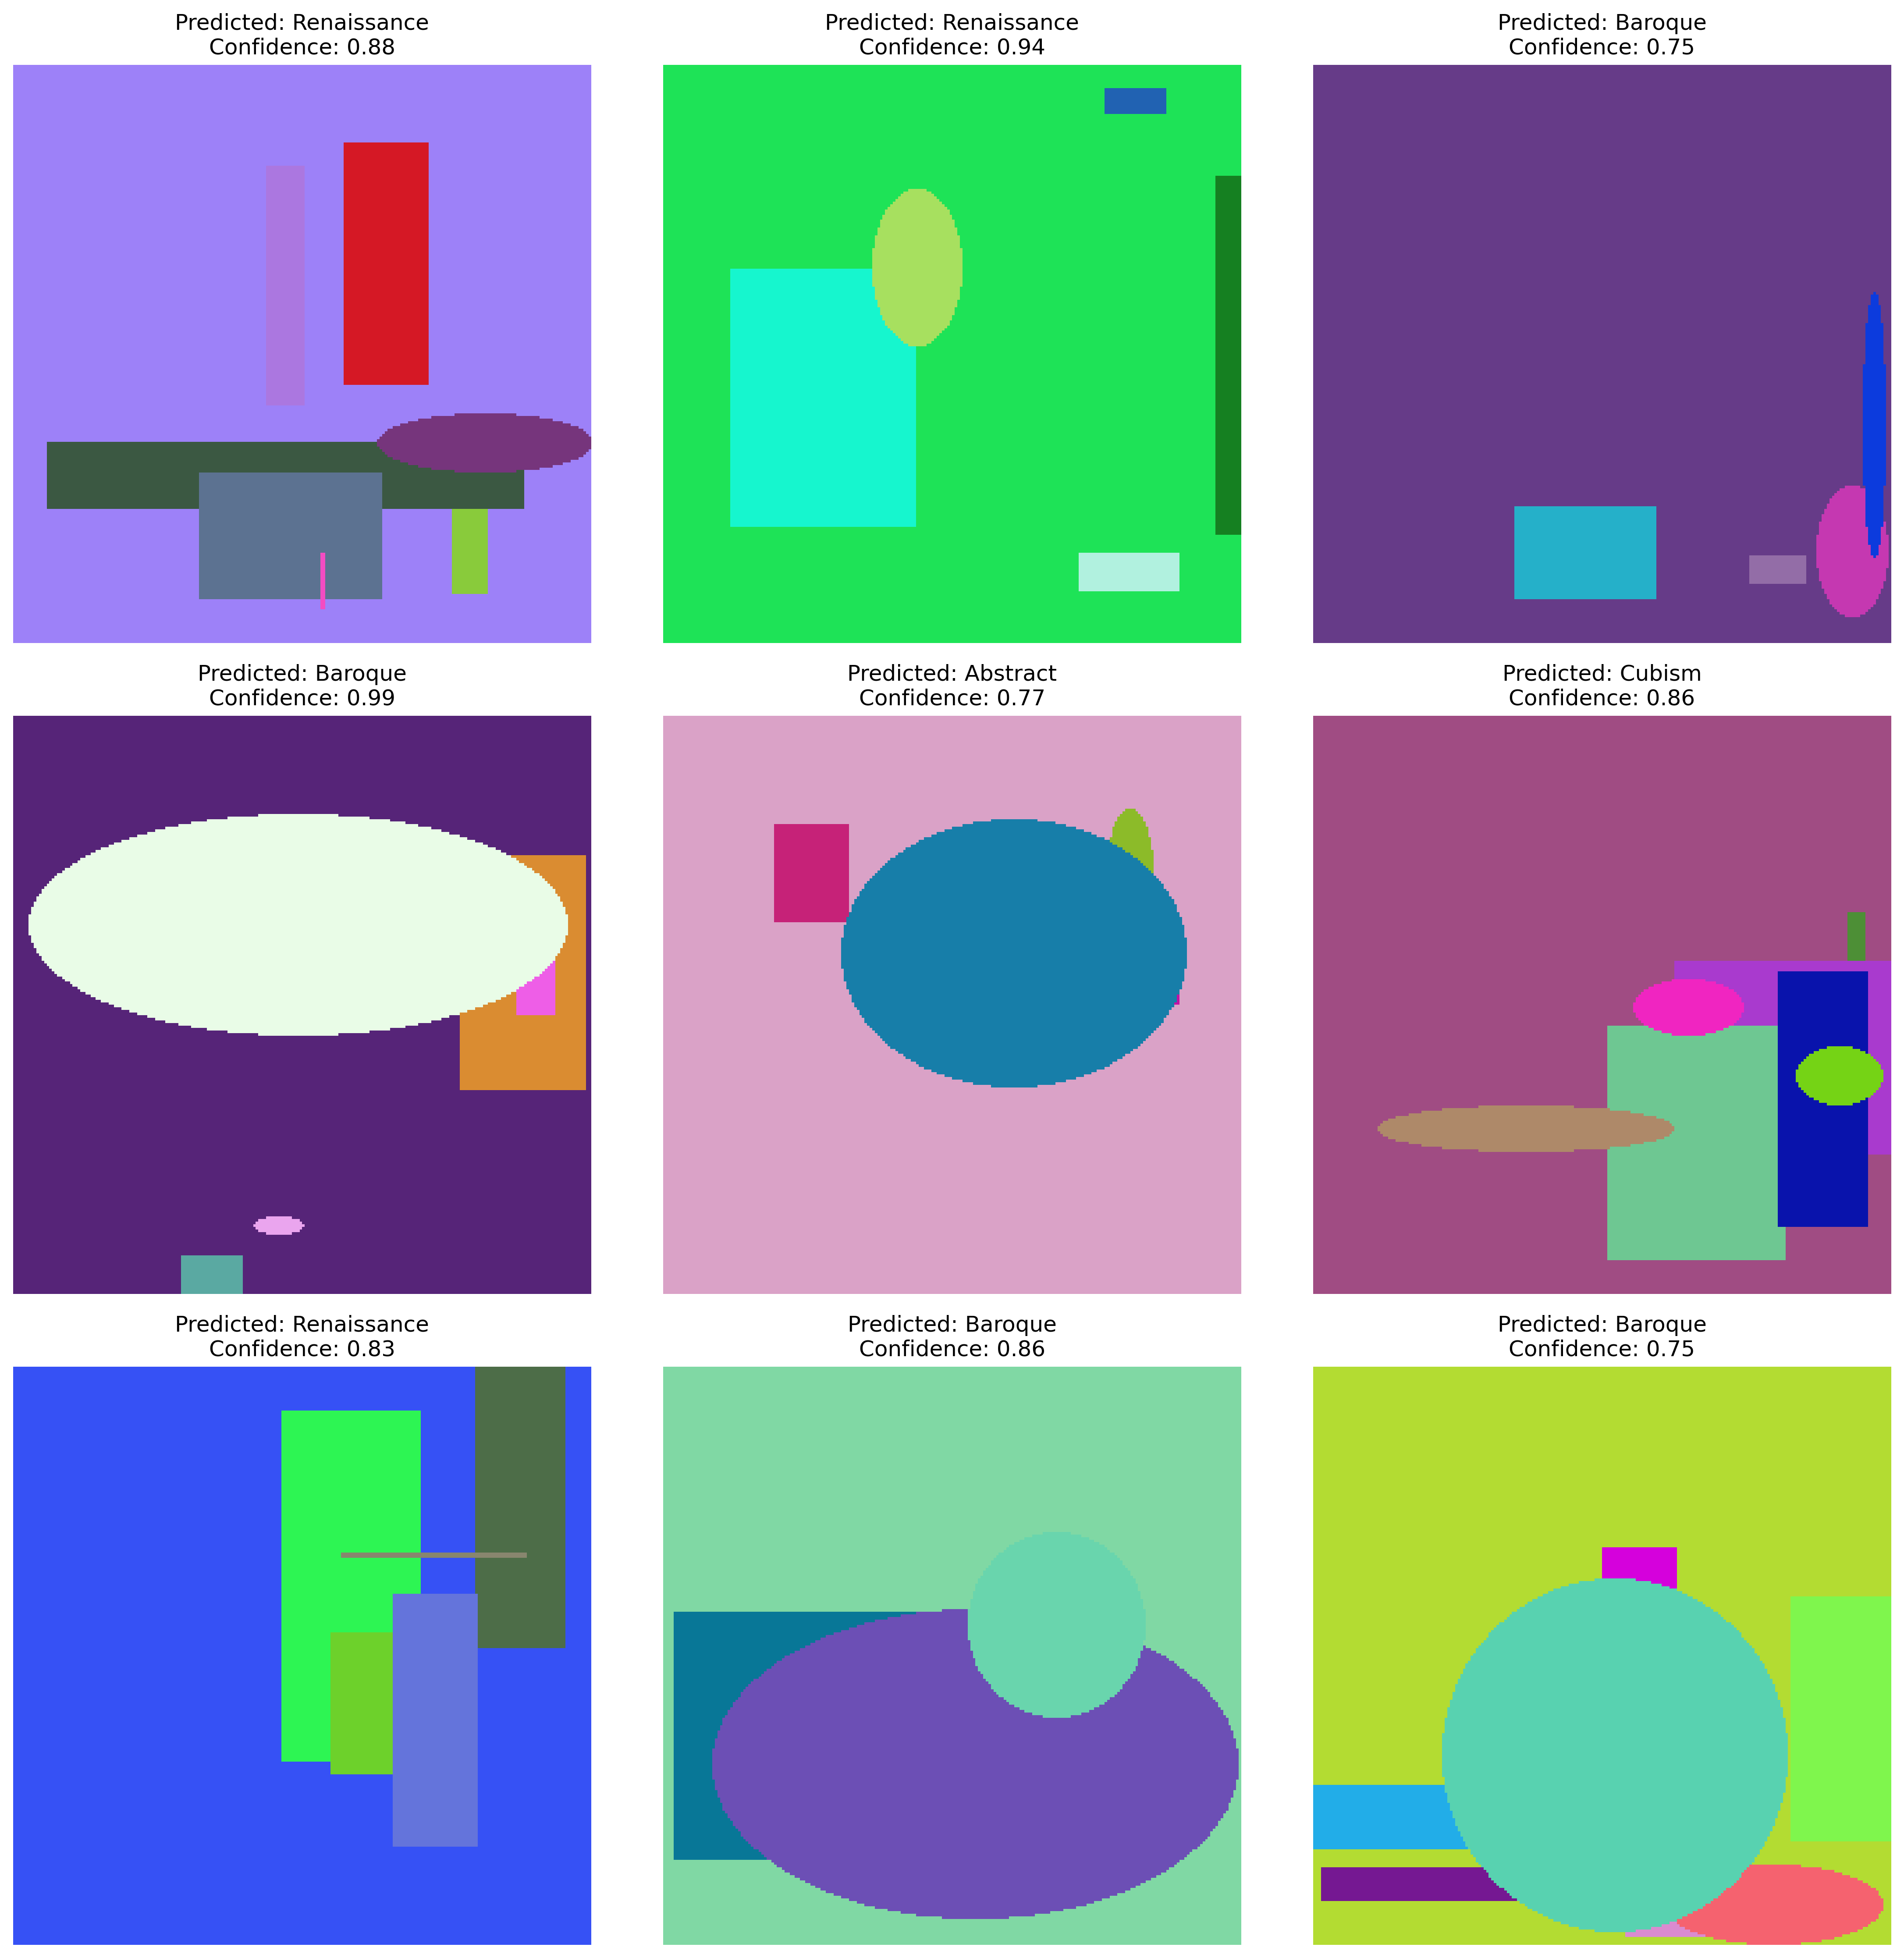 Predicted: Renaissance
Confidence: 0.88
Predicted: Renaissance
Confidence: 0.94
Predicted: Baroque
Confidence: 0.75
Predicted: Baroque
Confidence: 0.99
Predicted: Abstract
Confidence: 0.77
Predicted: Cubism
Confidence: 0.86
Predicted: Renaissance
Confidence: 0.83
Predicted: Baroque
Confidence: 0.86
Predicted: Baroque
Confidence: 0.75